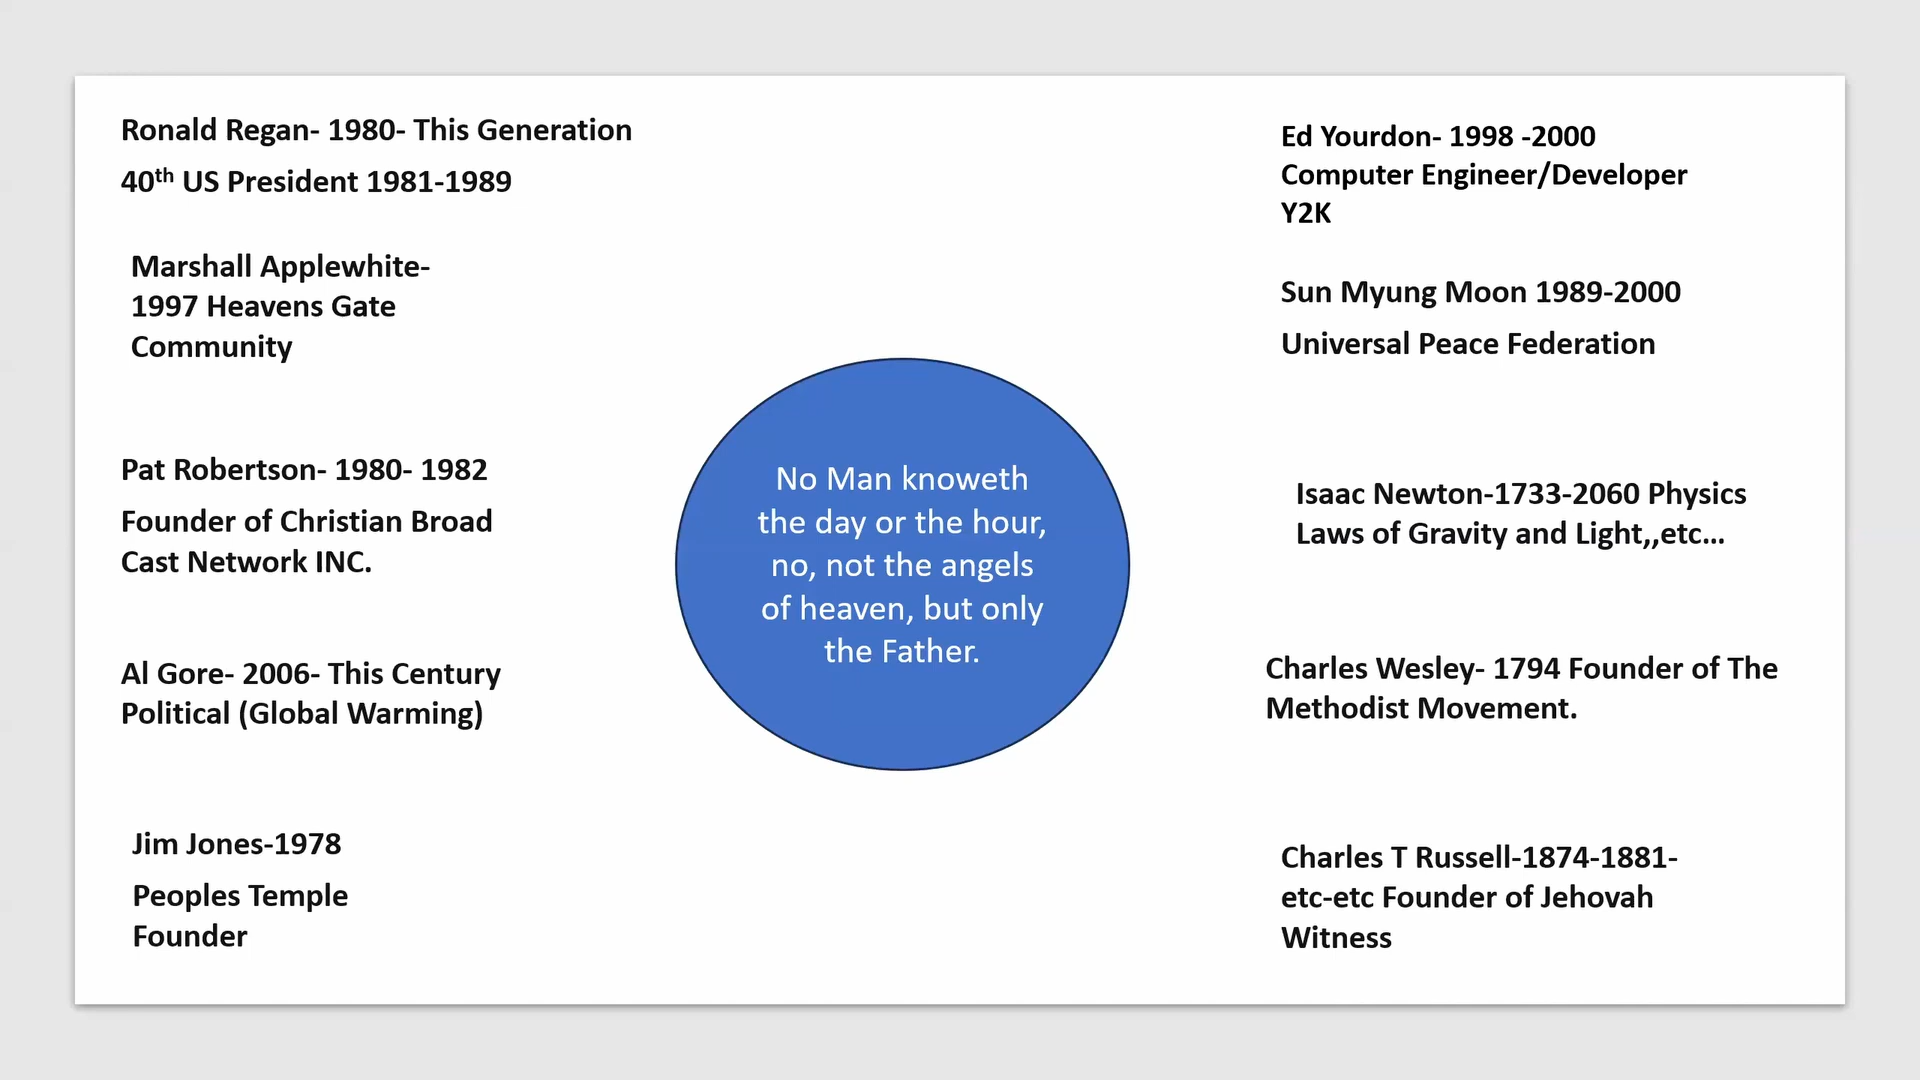 Ronald Regan- 1980- This Generation
40th US President 1981-1989
Marshall Applewhite-
1997 Heavens Gate
Community
Pat Robertson- 1980- 1982
Founder of Christian Broad
Cast Network INC.
Al Gore- 2006- This Century
Political (Global Warming)
Jim Jones-1978
Peoples Temple
Founder
No Man knoweth
the day or the hour,
no, not the angels
of heaven, but only
the Father.
Ed Yourdon- 1998 -2000
Computer Engineer/Developer
Y2K
Sun Myung Moon 1989-2000
Universal Peace Federation
Isaac Newton-1733-2060 Physics
Laws of Gravity and Light,,etc...
Charles Wesley- 1794 Founder of The
Methodist Movement.
Charles T Russell-1874-1881-
etc-etc Founder of Jehovah
Witness